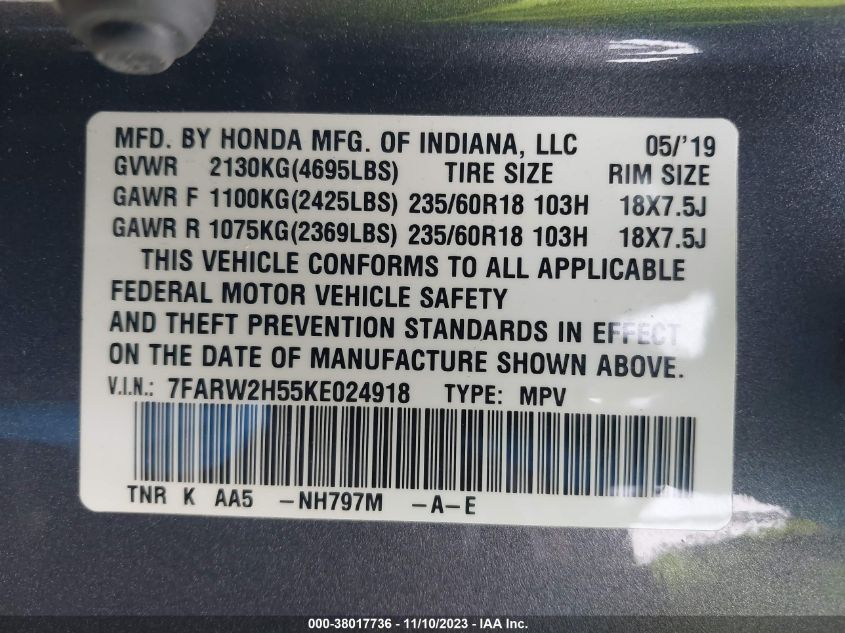 MFD. BY HONDA MFG. OF INDIANA, LLC 05/'19
GVWR 2130KG(4695LBS) TIRE SIZE RIM SIZE
GAWR F 1100KG(2425LBS) 235/60R18 103H 18X7.5J
GAWR R 1075KG(2369LBS) 235/60R18 103H 18X7.5J
THIS VEHICLE CONFORMS TO ALL APPLICABLE
FEDERAL MOTOR VEHICLE SAFETY
AND THEFT PREVENTION STANDARDS IN EFFECT
ON THE DATE OF MANUFACTURE SHOWN ABOVE.
V.I.N.: 7FARW2H55KE024918 TYPE: MPV
TNR K AA5 -NH797M -A-E
000-38017736 - 11/10/2023 - IAA Inc.